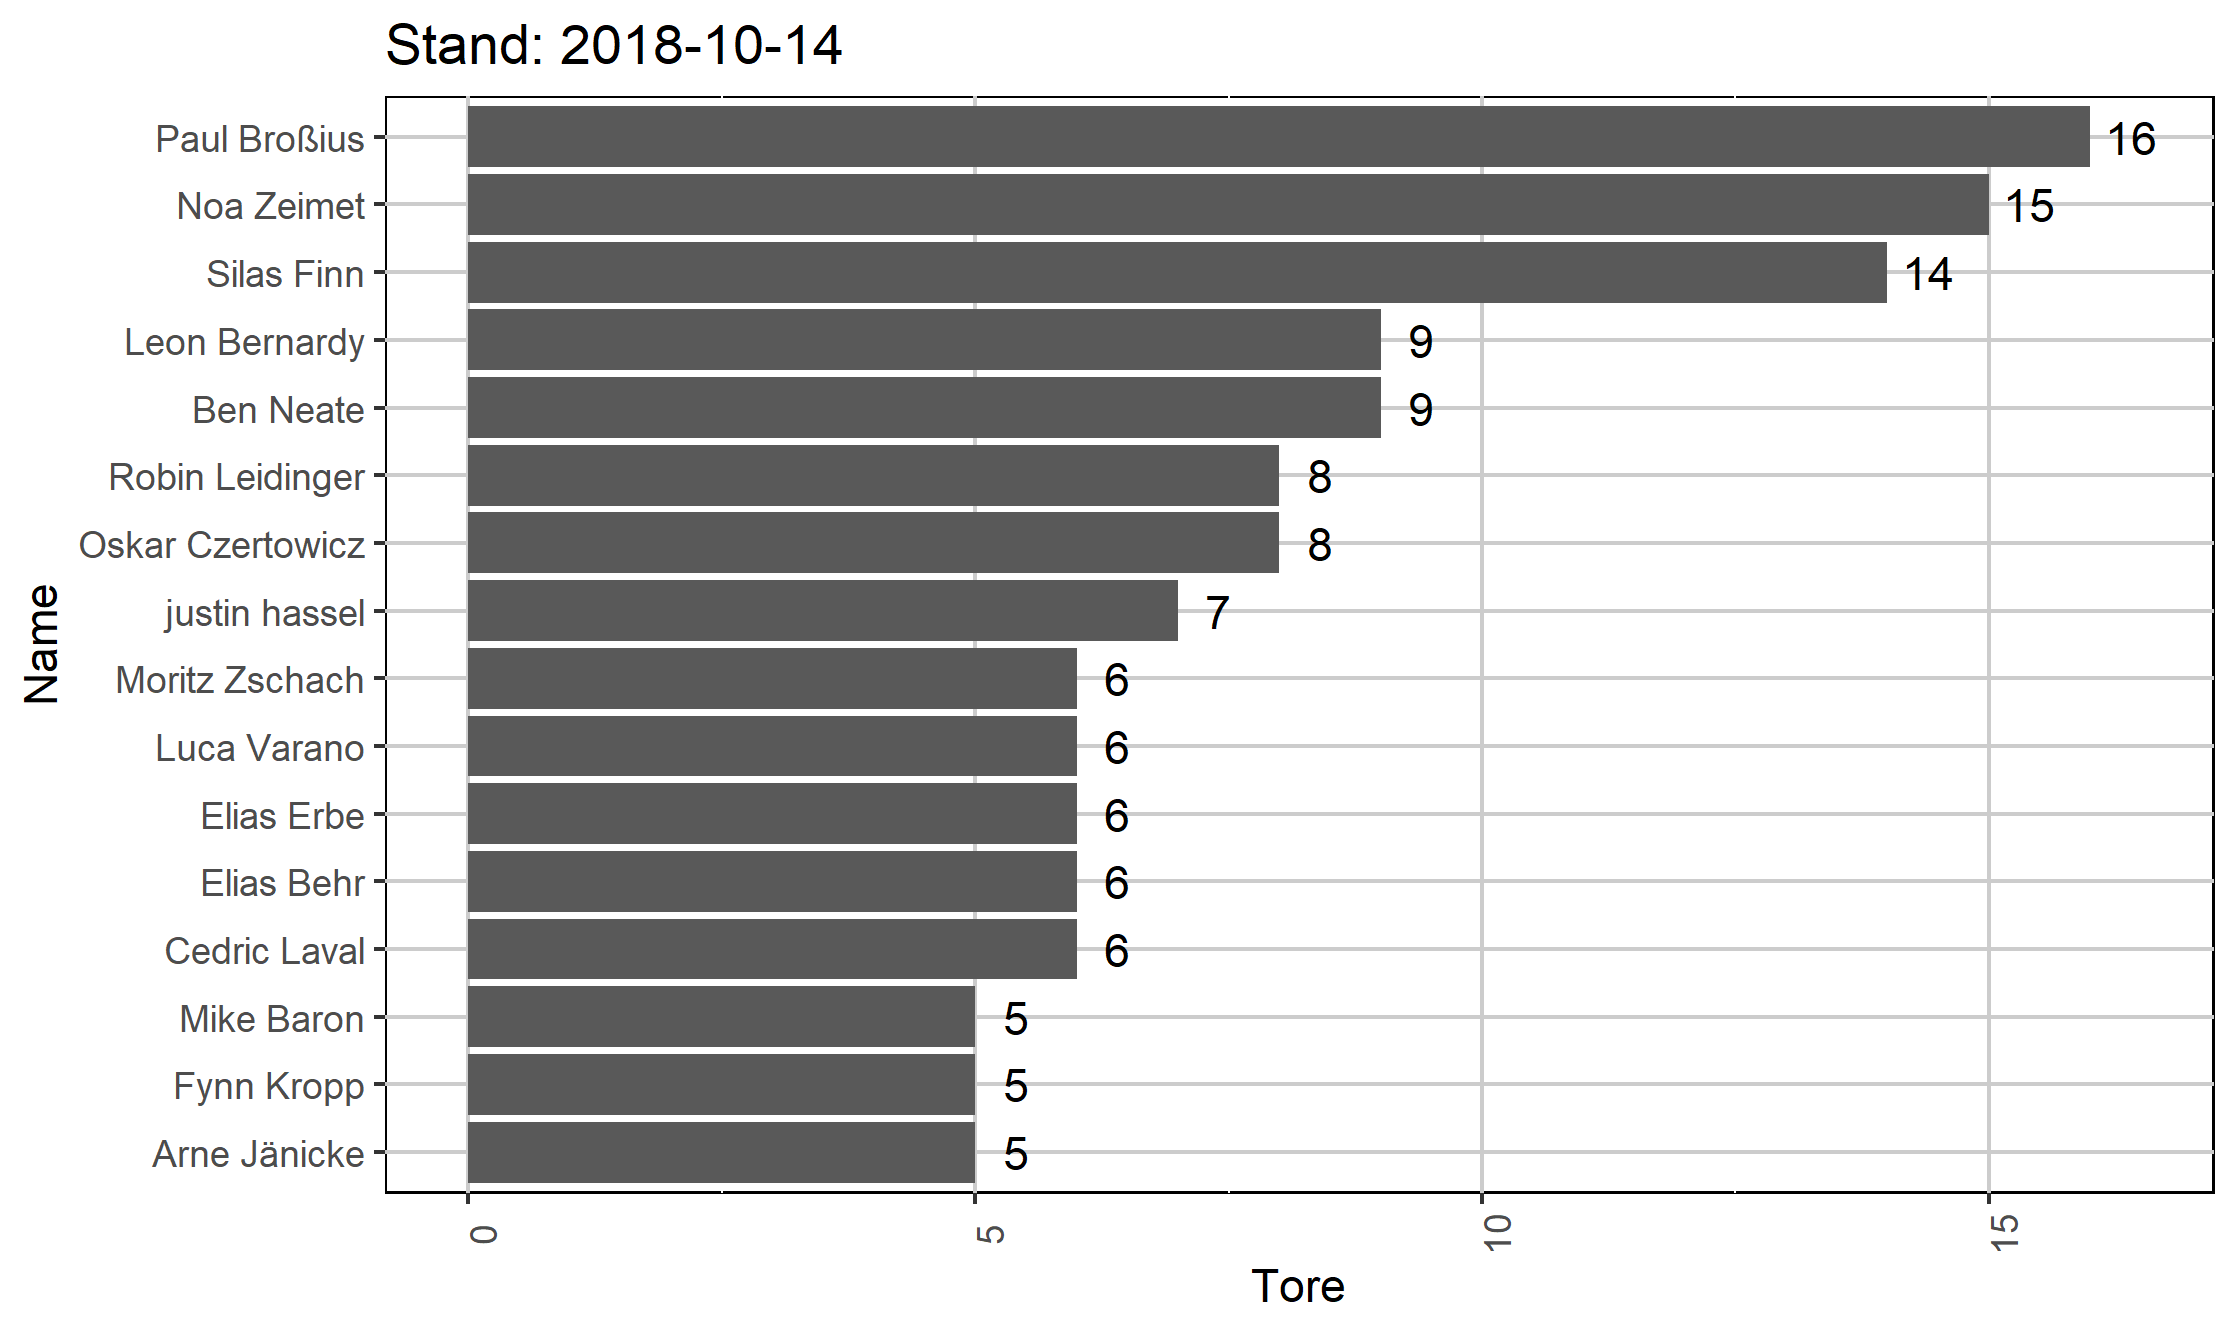 Stand: 2018-10-14
Paul Broßius 16
Noa Zeimet 15
Silas Finn 14
Leon Bernardy 9
Ben Neate 9
Robin Leidinger 8
Oskar Czertowicz 8
justin hassel 7
Moritz Zschach 6
Luca Varano 6
Elias Erbe 6
Elias Behr 6
Cedric Laval 6
Mike Baron 5
Fynn Kropp 5
Arne Jänicke 5
Name
0 5 10 15
Tore